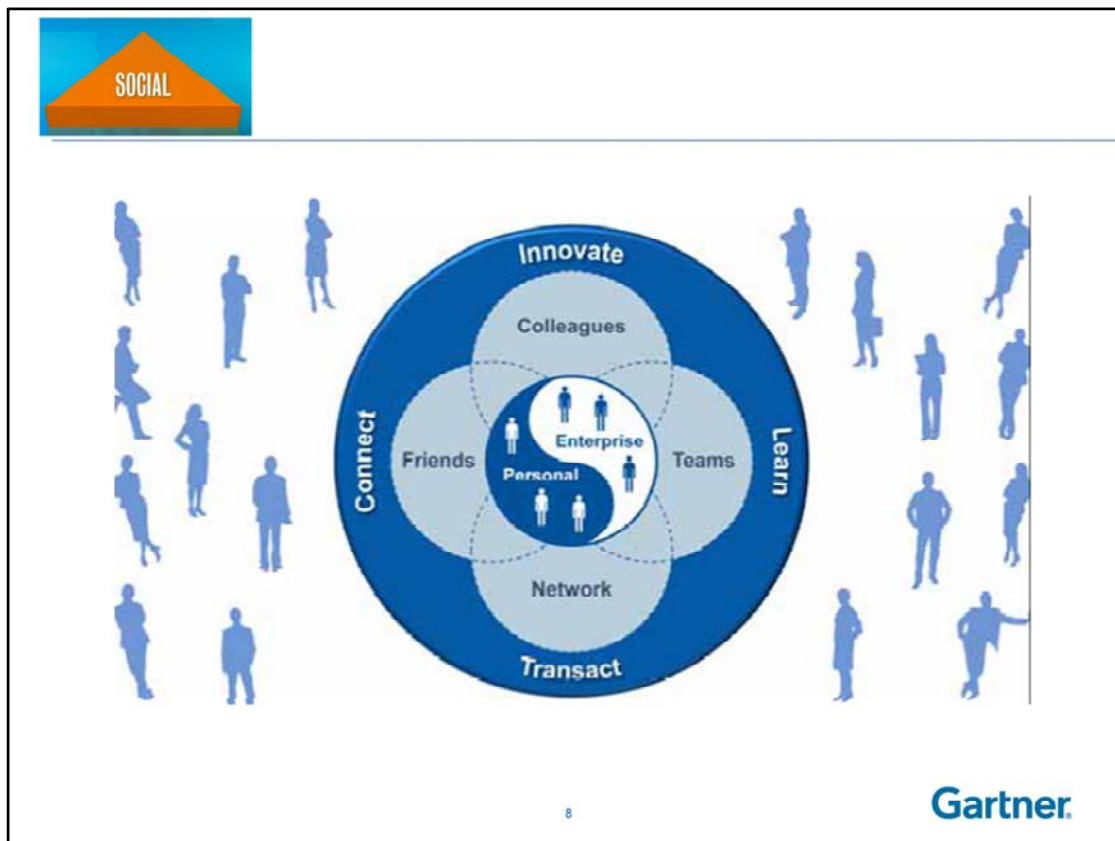 SOCIAL
Innovate
Colleagues
Connect
Friends
Enterprise
Personal
Teams
Learn
Network
Transact
8
Gartner.